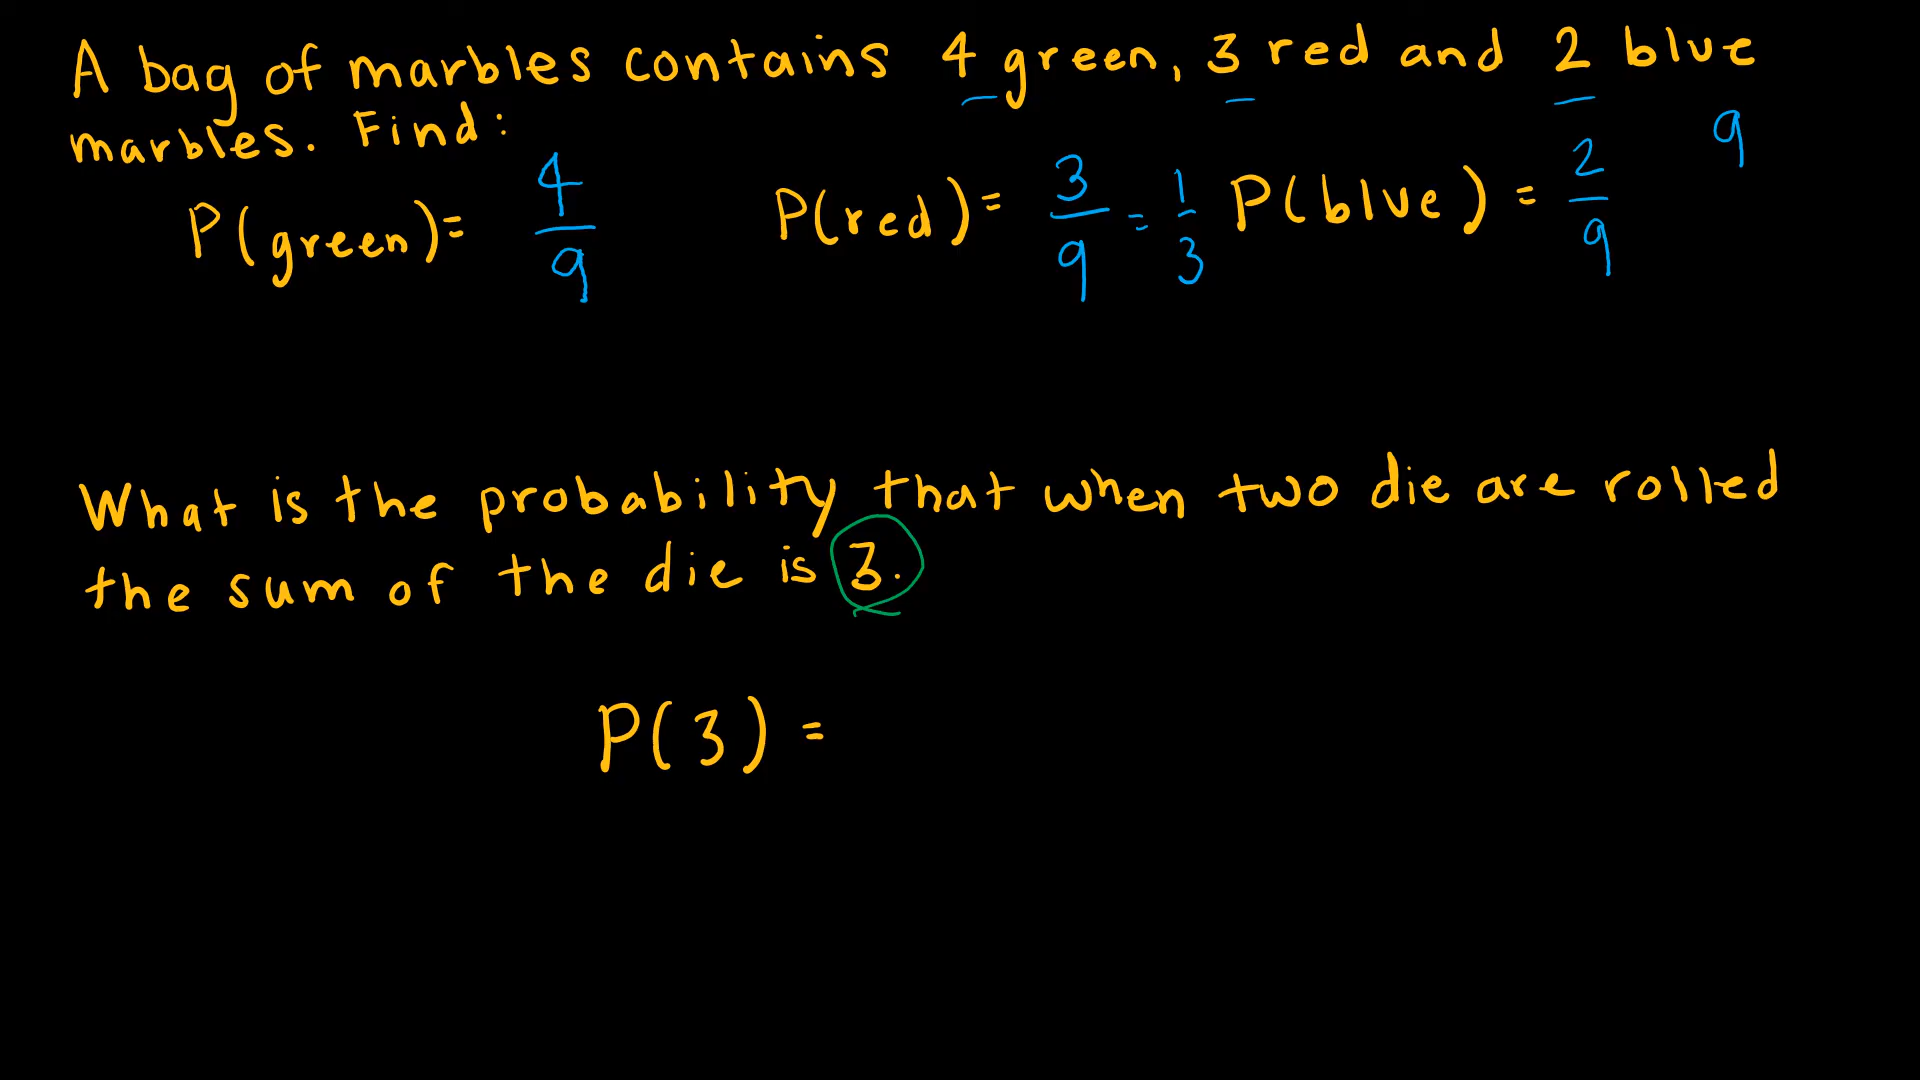 A bag of marbles contains 4 green, 3 red and 2 blue
marbles. Find:
9
P(green) = 4/9 P(red) = 3/9 = 1/3 P(blue) = 2/9
What is the probability that when two die are rolled
the sum of the die is 3.
P(3) =